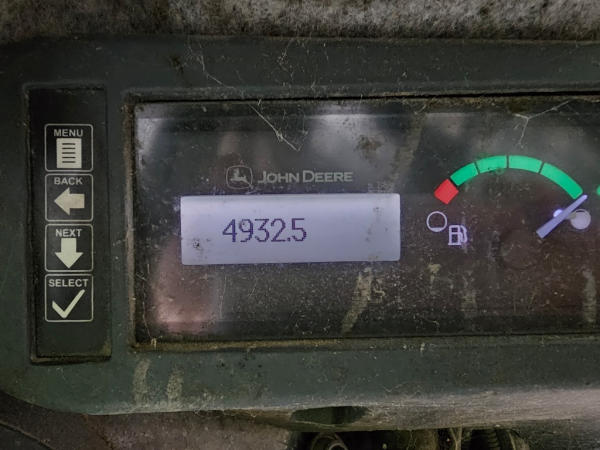 MENU
BACK
NEXT
SELECT
JOHN DEERE
4932.5